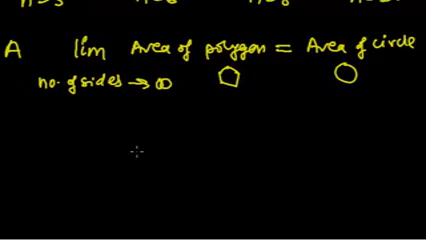 A lim Area of polygon = Area of circle
no. of sides → ∞